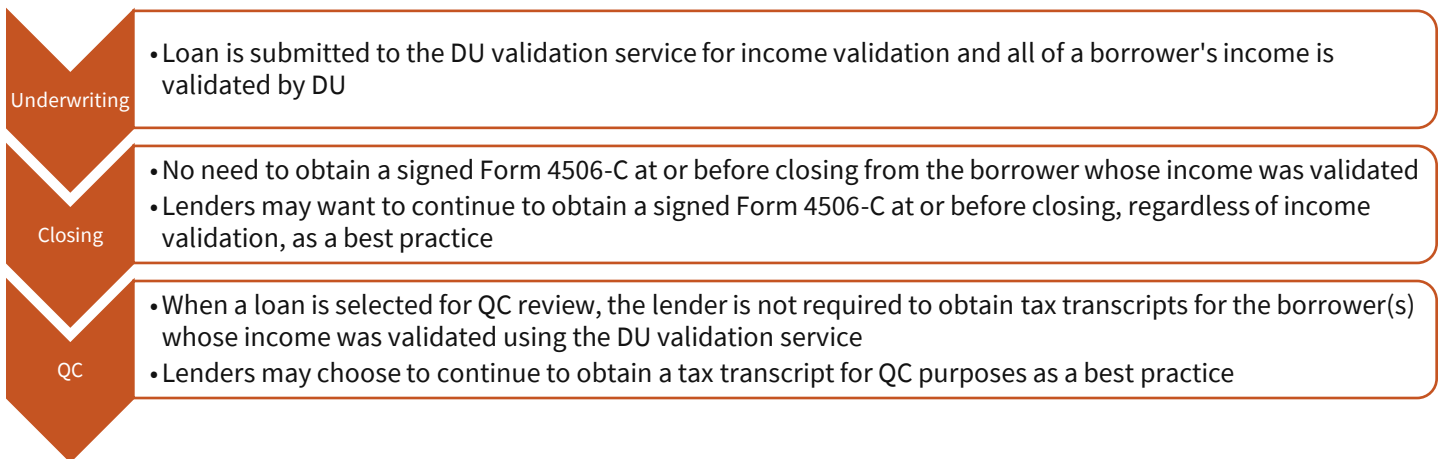 Underwriting
•Loan is submitted to the DU validation service for income validation and all of a borrower's income is
validated by DU
Closing
•No need to obtain a signed Form 4506-C at or before closing from the borrower whose income was validated
•Lenders may want to continue to obtain a signed Form 4506-C at or before closing, regardless of income
validation, as a best practice
QC
•When a loan is selected for QC review, the lender is not required to obtain tax transcripts for the borrower(s)
whose income was validated using the DU validation service
•Lenders may choose to continue to obtain a tax transcript for QC purposes as a best practice